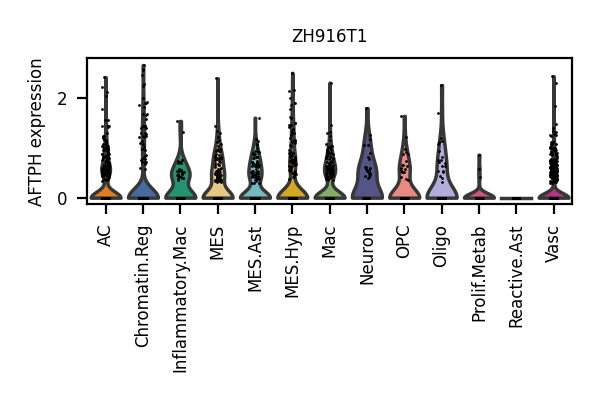 ZH916T1
AFTPH expression
2
0
AC
Chromatin.Reg
Inflammatory.Mac
MES
MES.Ast
MES.Hyp
Mac
Neuron
OPC
Oligo
Prolif.Metab
Reactive.Ast
Vasc